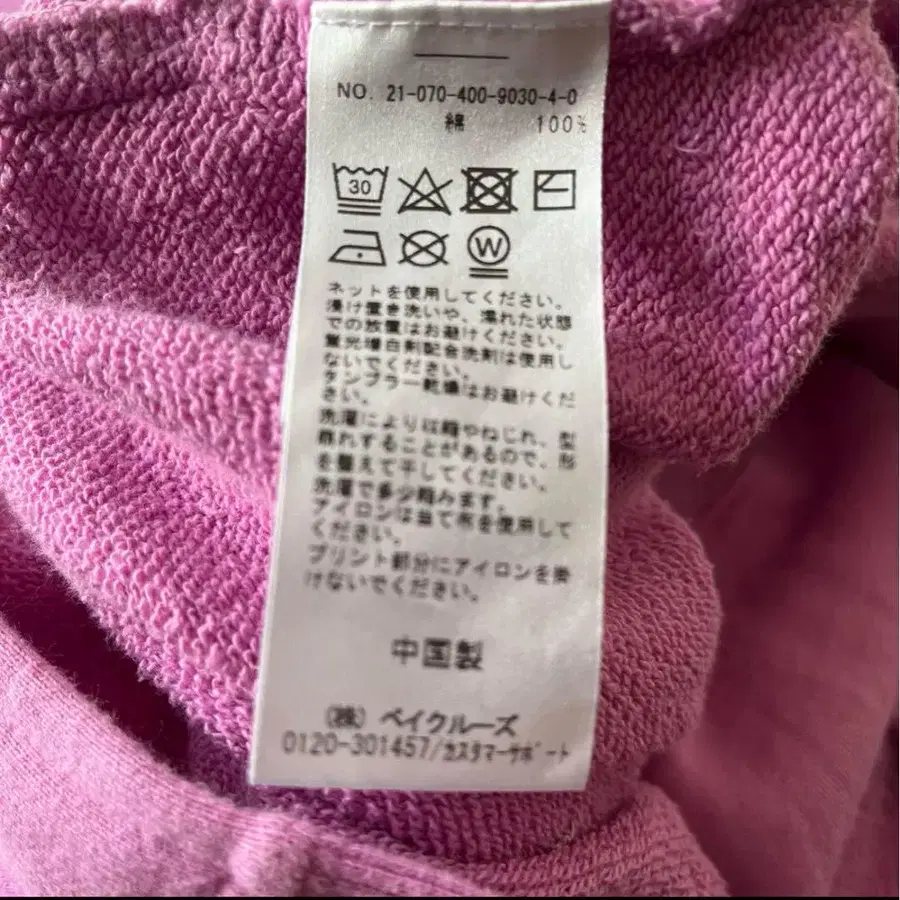 NO. 21-070-400-9030-4-0
綿 100%
30
W
ネットを使用してください。
浸け置き洗いや、濡れた状態
での放置はお避けください。
蛍光増白剤配合洗剤は使用し
ないでください。
タンブラー乾燥はお避けくだ
さい。
洗濯により収縮やねじれ、型
崩れすることがあるので、形
を整えて干してください。
洗濯で多少縮みます。
アイロンは当て布を使用して
ください。
プリント部分にアイロンを掛
けないでください。
中国製
(株) ベイクルーズ
0120-301457/カスタマーサポート